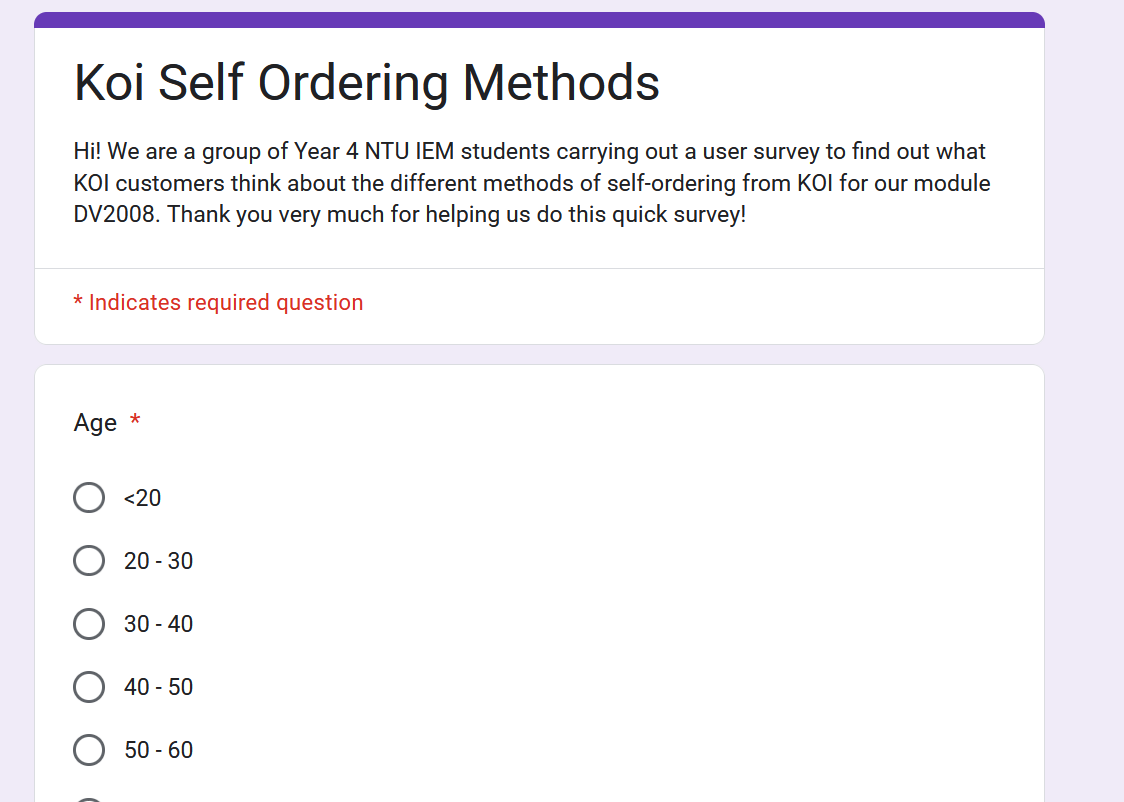 Koi Self Ordering Methods
Hi! We are a group of Year 4 NTU IEM students carrying out a user survey to find out what
KOI customers think about the different methods of self-ordering from KOI for our module
DV2008. Thank you very much for helping us do this quick survey!
* Indicates required question
Age *
<20
20 - 30
30 - 40
40 - 50
50 - 60